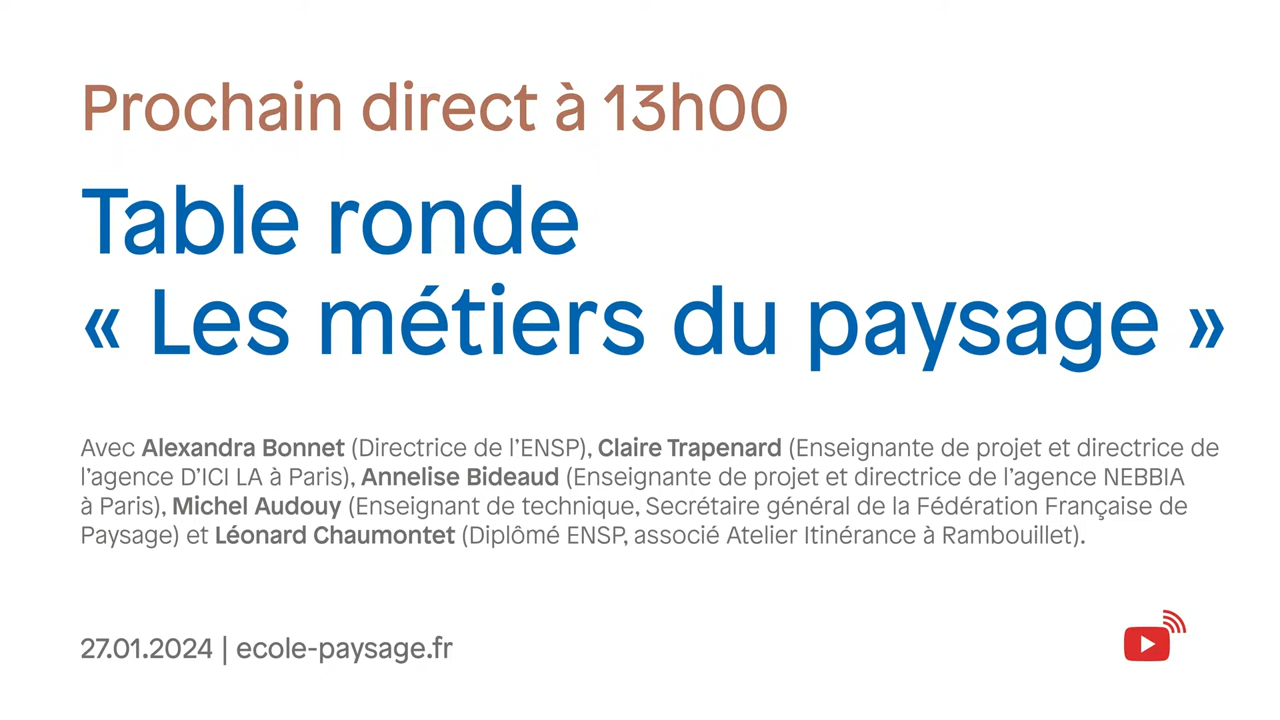 Prochain direct à 13h00
Table ronde
« Les métiers du paysage »
Avec Alexandra Bonnet (Directrice de l’ENSP), Claire Trapenard (Enseignante de projet et directrice de
l’agence D’ICI LA à Paris), Annelise Bideaud (Enseignante de projet et directrice de l’agence NEBBIA
à Paris), Michel Audouy (Enseignant de technique, Secrétaire général de la Fédération Française de
Paysage) et Léonard Chaumontet (Diplômé ENSP, associé Atelier Itinérance à Rambouillet).
27.01.2024 | ecole-paysage.fr